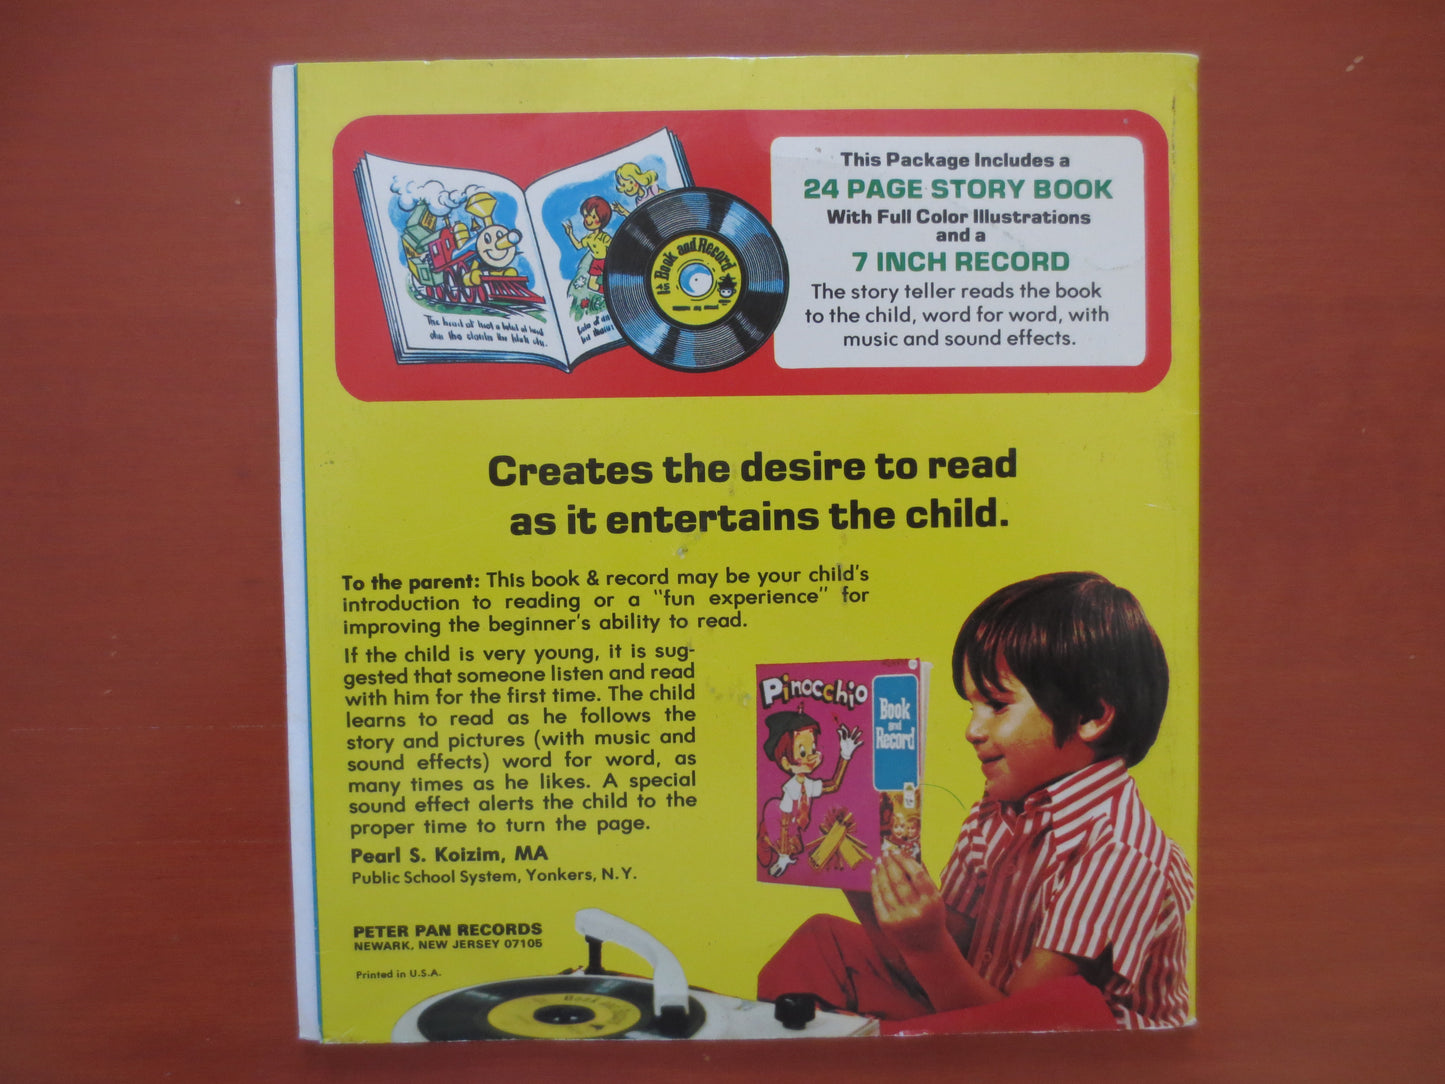 This Package Includes a
24 PAGE STORY BOOK
With Full Color Illustrations
and a
7 INCH RECORD
The story teller reads the book
to the child, word for word, with
music and sound effects.
Book and Record
Creates the desire to read
as it entertains the child.
To the parent: This book & record may be your child's
introduction to reading or a "fun experience" for
improving the beginner's ability to read.
If the child is very young, it is sug-
gested that someone listen and read
with him for the first time. The child
learns to read as he follows the
story and pictures (with music and
sound effects) word for word, as
many times as he likes. A special
sound effect alerts the child to the
proper time to turn the page.
Pearl S. Koizim, MA
Public School System, Yonkers, N.Y.
Pinocchio
Book
and
Record
PETER PAN RECORDS
NEWARK, NEW JERSEY 07105
Printed in U.S.A.
Book and